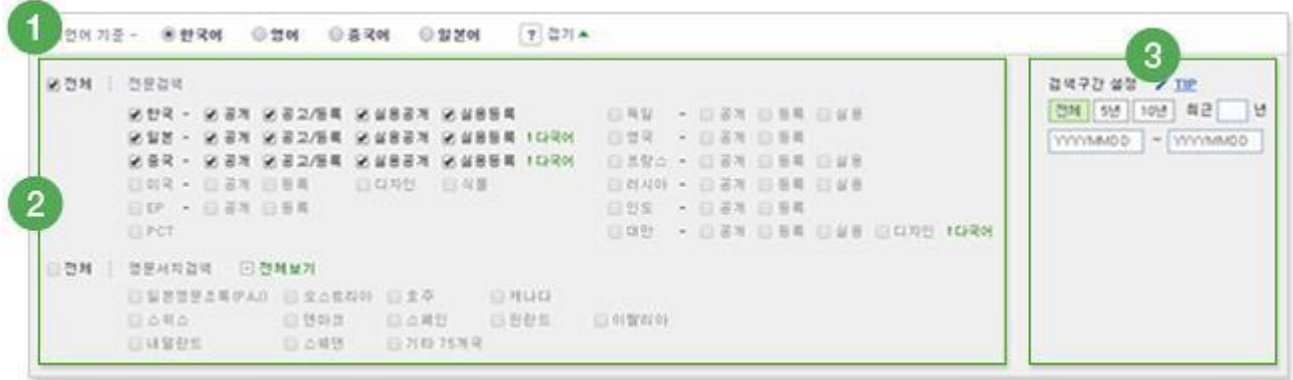 1
언어 기준 - 한국어 영어 중국어 일본어 ? 접기 ▲
2
전체 전문검색
한국 - 공개 공고/등록 실용공개 실용등록
일본 - 공개 공고/등록 실용공개 실용등록 !다국어
중국 - 공개 공고/등록 실용공개 실용등록 !다국어
미국 - 공개 등록 디자인 식물
EP - 공개 등록
PCT
독일 - 공개 등록 실용
영국 - 공개 등록
프랑스 - 공개 등록 실용
러시아 - 공개 등록 실용
인도 - 공개 등록
대만 - 공개 등록 실용 디자인 !다국어
전체 영문서지검색 전체보기
일본영문초록(PAJ) 오스트리아 호주 캐나다
스위스 덴마크 스페인 핀란드 이탈리아
네덜란드 스웨덴 기타 75개국
3
검색구간 설정 TIP
전체 5년 10년 최근 년
YYYYMMDD ~ YYYYMMDD